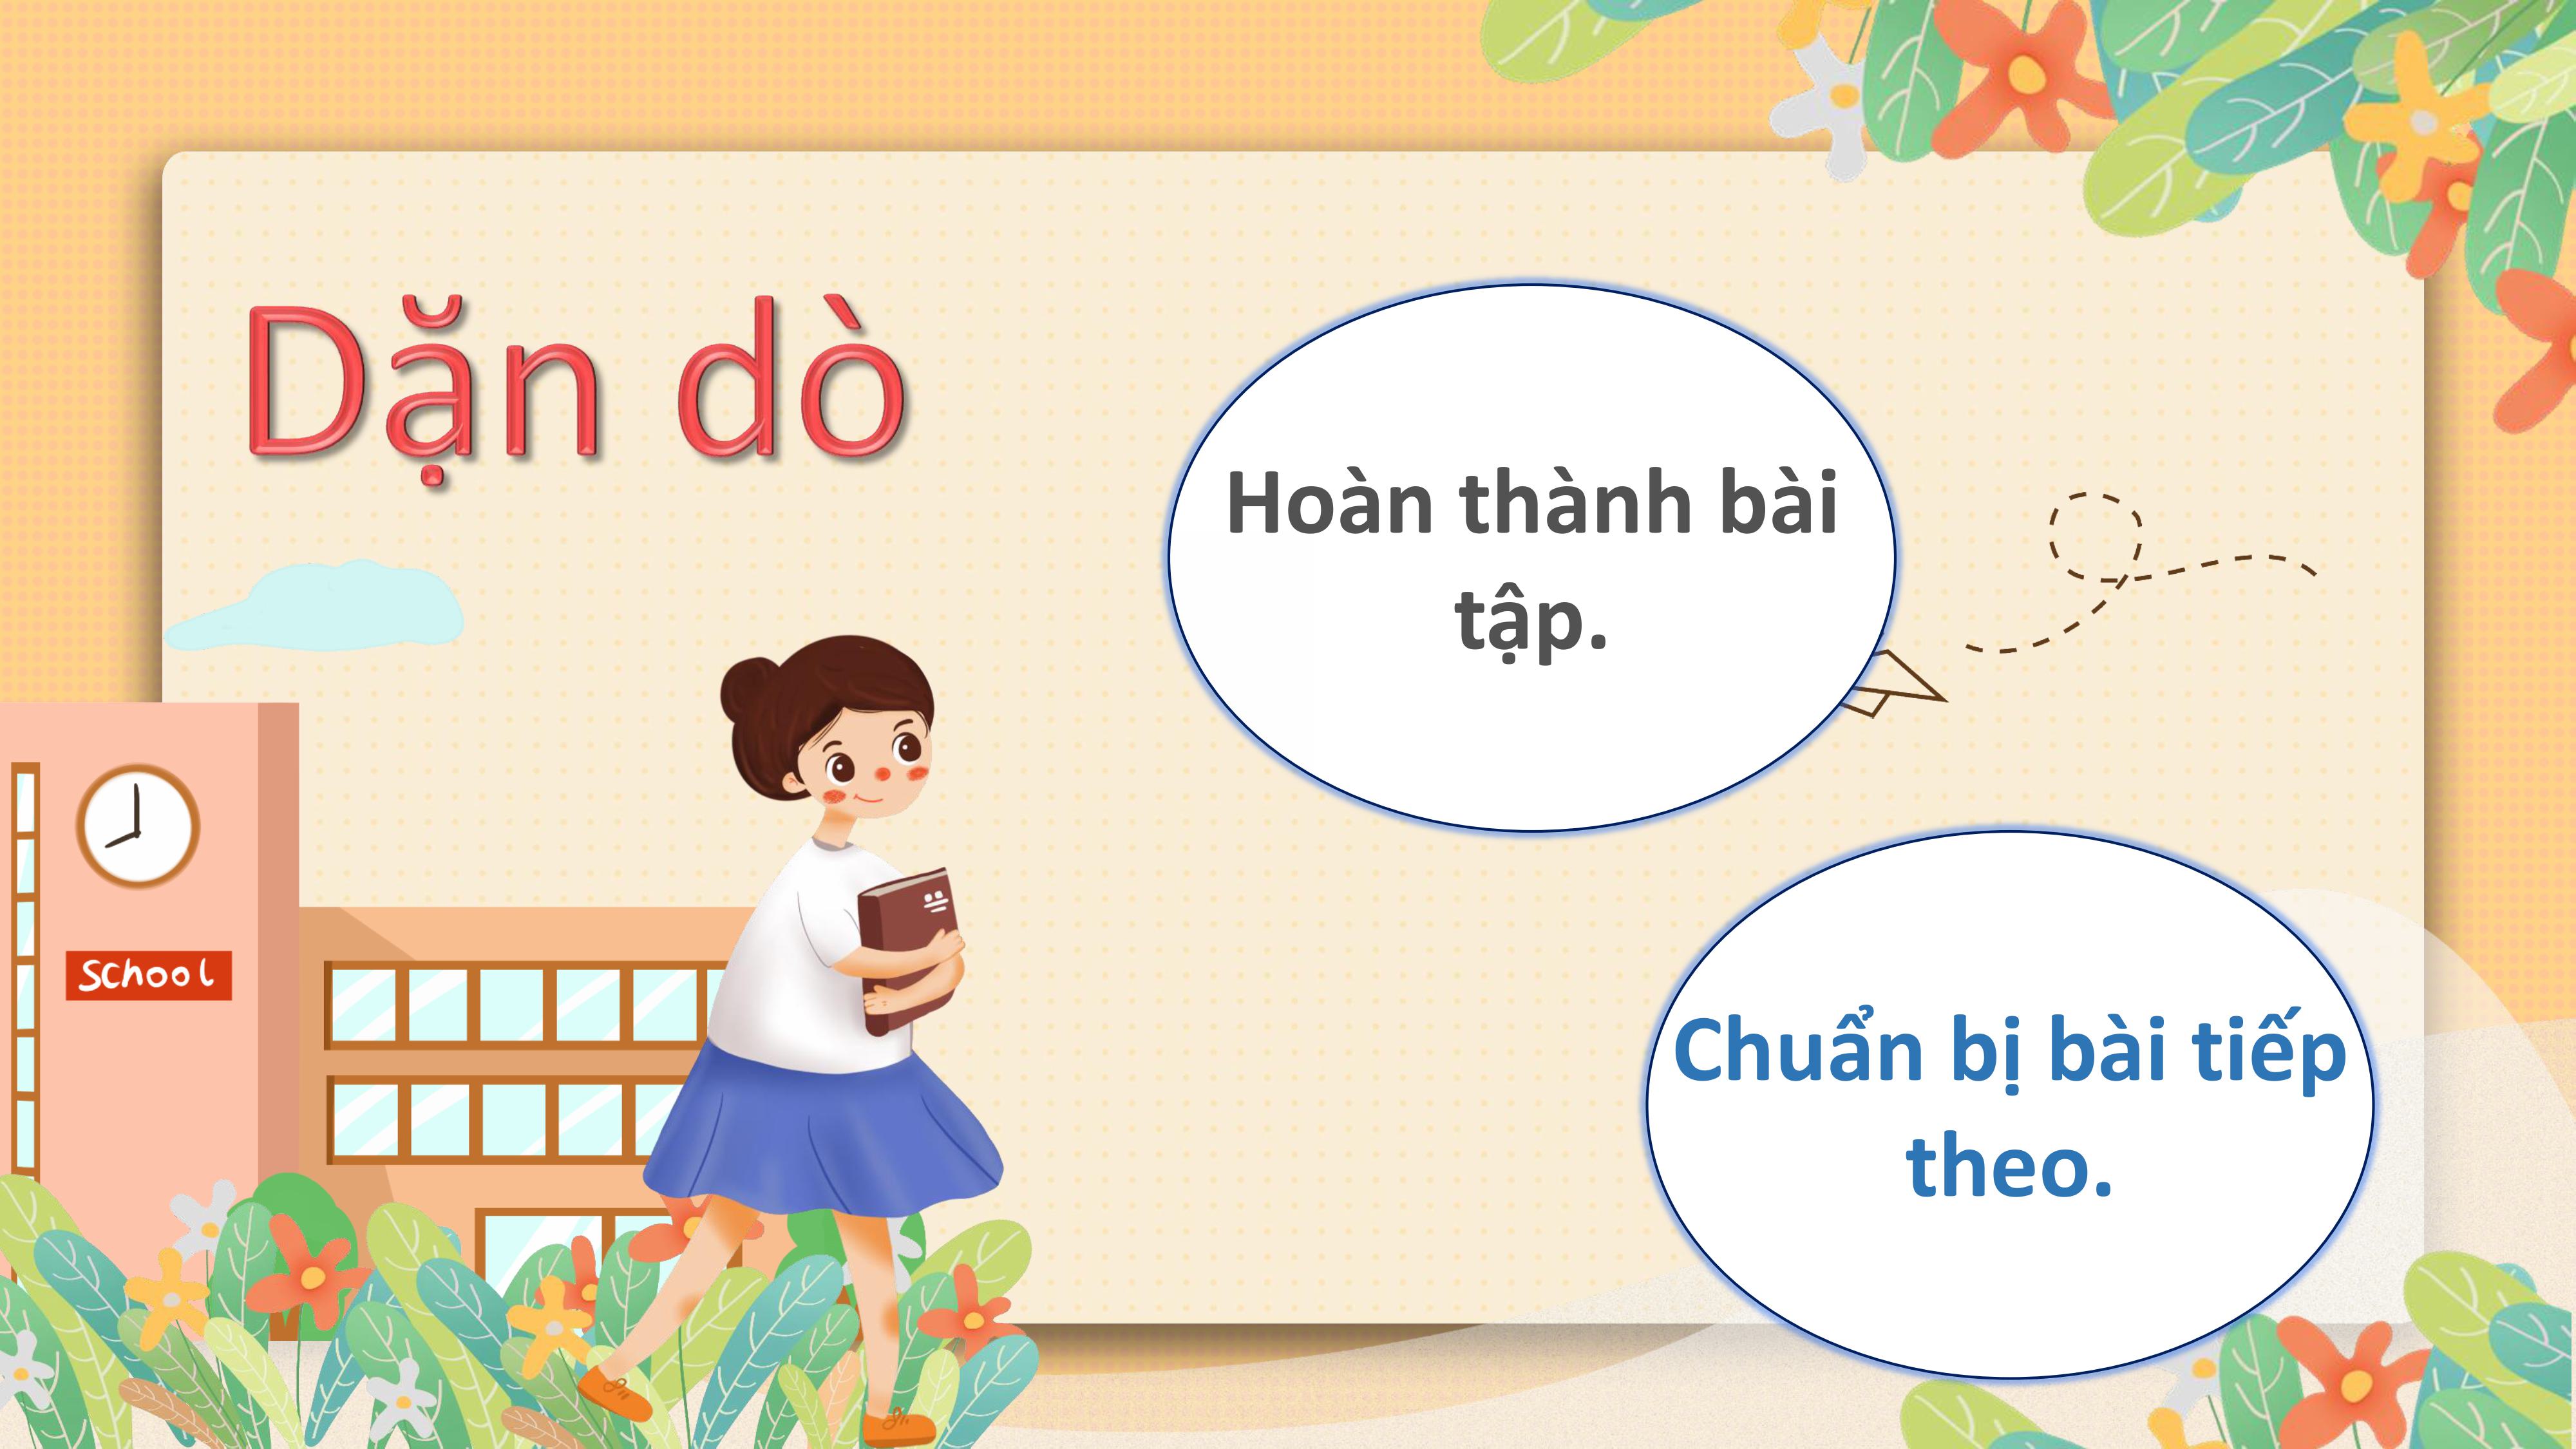 Dặn dò
Hoàn thành bài
tập.
Chuẩn bị bài tiếp
theo.
School